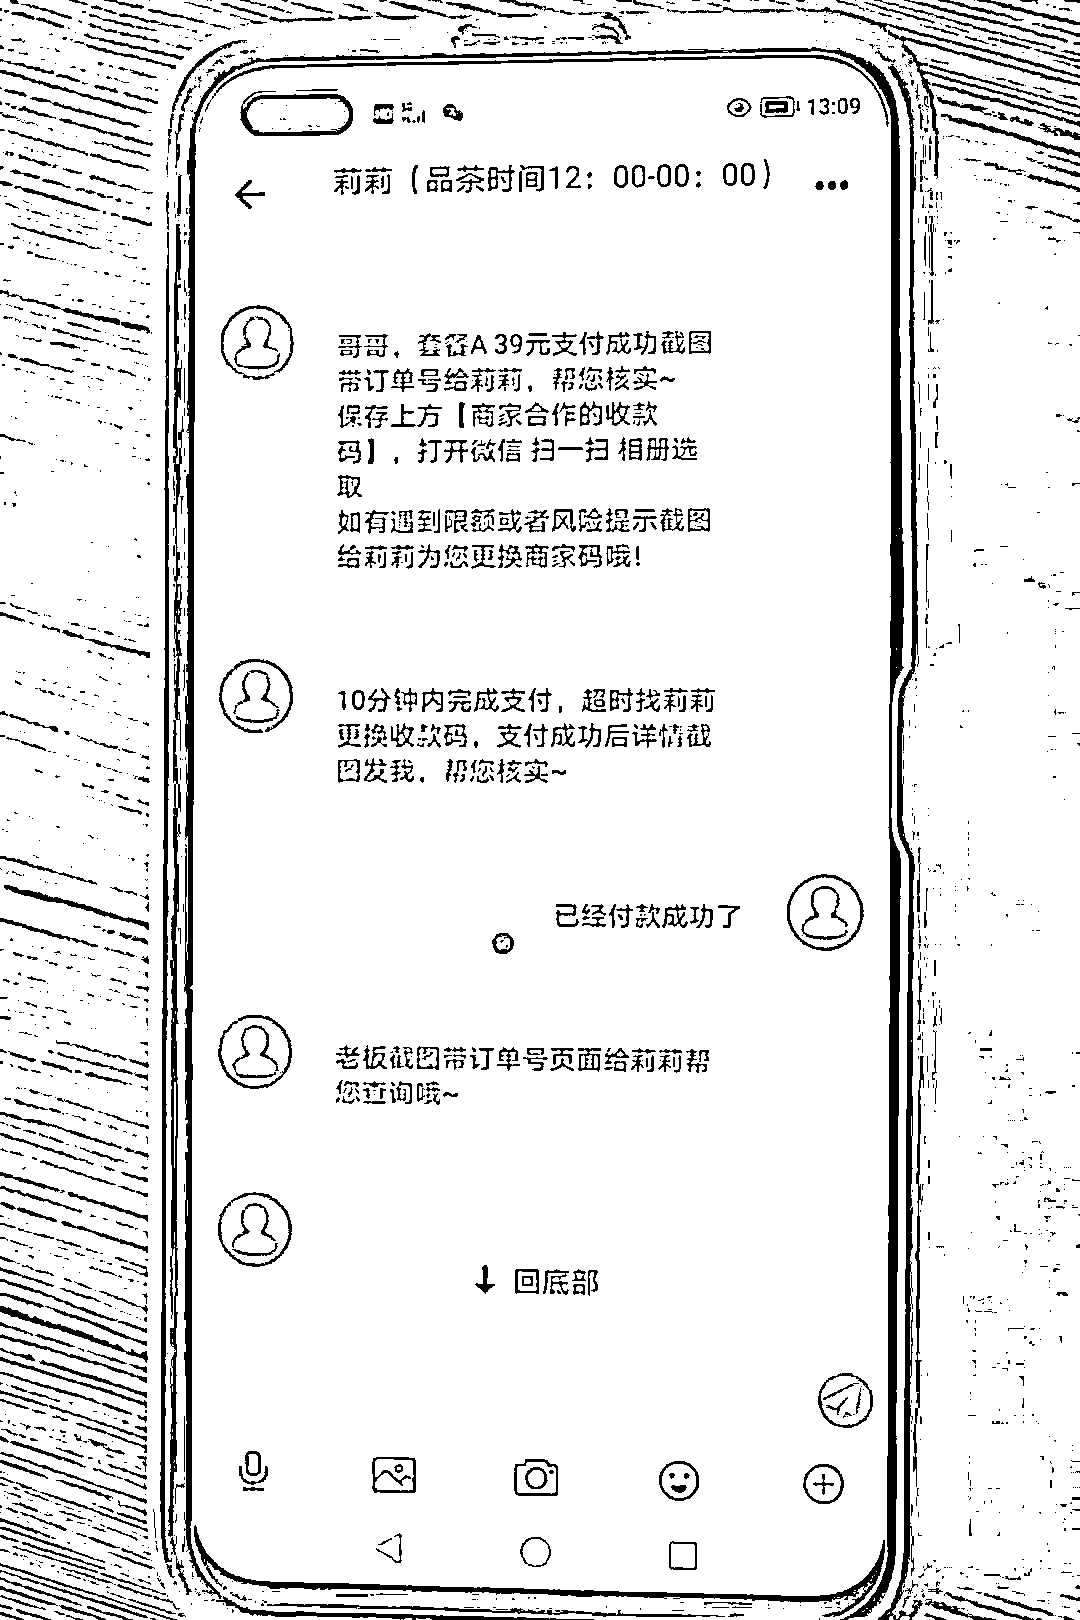 HD
13:09
莉莉（品茶时间12：00-00：00）
哥哥，套餐A 39元支付成功截图
带订单号给莉莉，帮您核实~
保存上方【商家合作的收款
码】，打开微信 扫一扫 相册选
取
如有遇到限额或者风险提示截图
给莉莉为您更换商家码哦！
10分钟内完成支付，超时找莉莉
更换收款码，支付成功后详情截
图发我，帮您核实~
已经付款成功了
老板截图带订单号页面给莉莉帮
您查询哦~
回底部